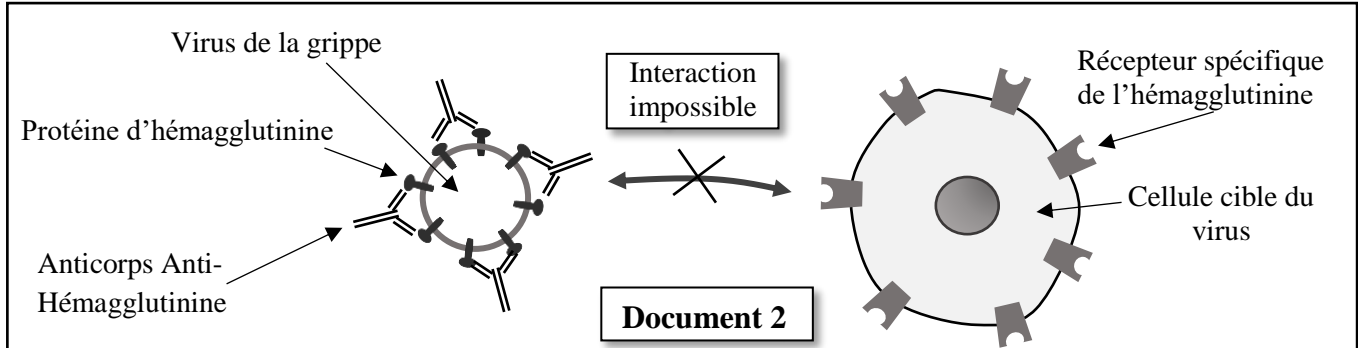 Virus de la grippe
Protéine d'hémagglutinine
Anticorps Anti-
Hémagglutinine
Interaction
impossible
Document 2
Récepteur spécifique
de l'hémagglutinine
Cellule cible du
virus